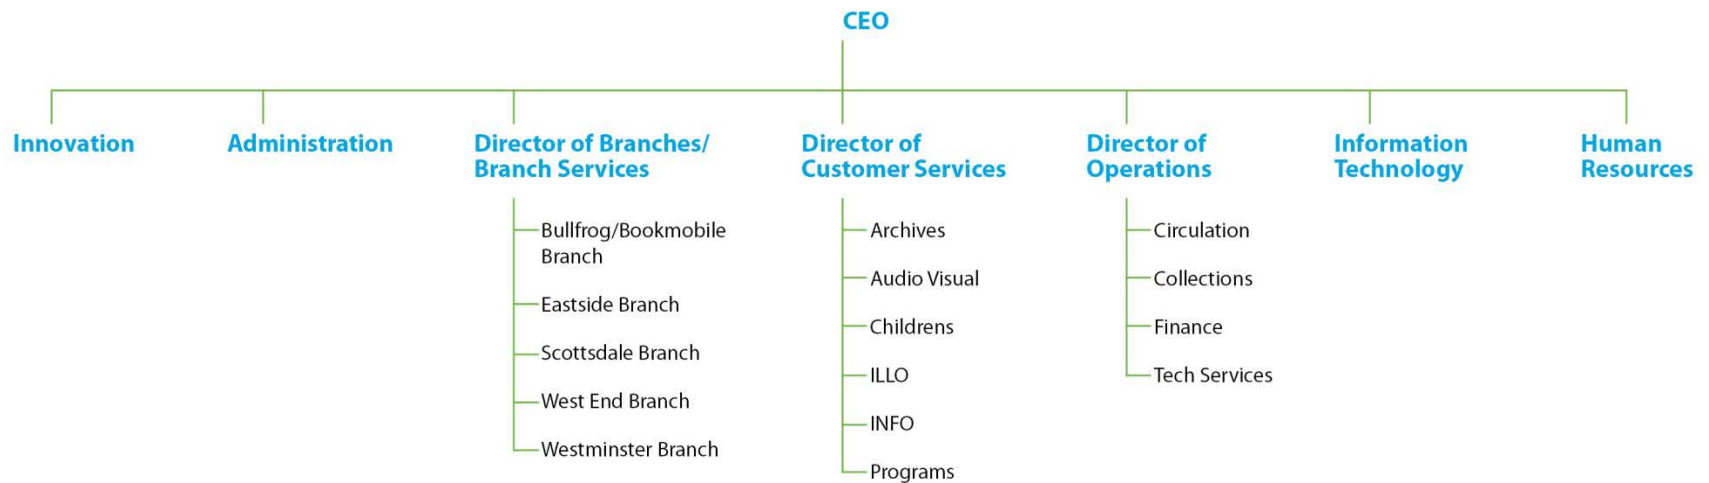 CEO
Innovation
Administration
Director of Branches/
Branch Services
Director of
Customer Services
Director of
Operations
Information
Technology
Human
Resources
Bullfrog/Bookmobile
Branch
Eastside Branch
Scottsdale Branch
West End Branch
Westminster Branch
Archives
Audio Visual
Childrens
ILLO
INFO
Programs
Circulation
Collections
Finance
Tech Services